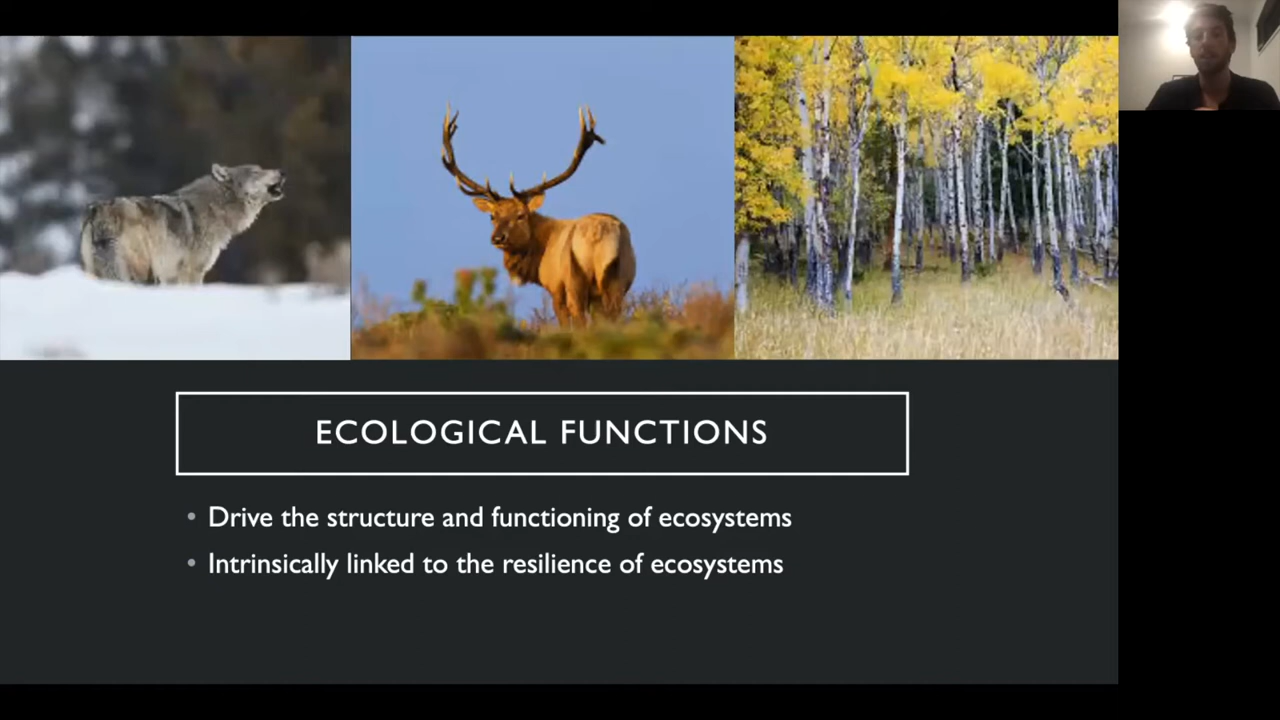 ECOLOGICAL FUNCTIONS
• Drive the structure and functioning of ecosystems
• Intrinsically linked to the resilience of ecosystems